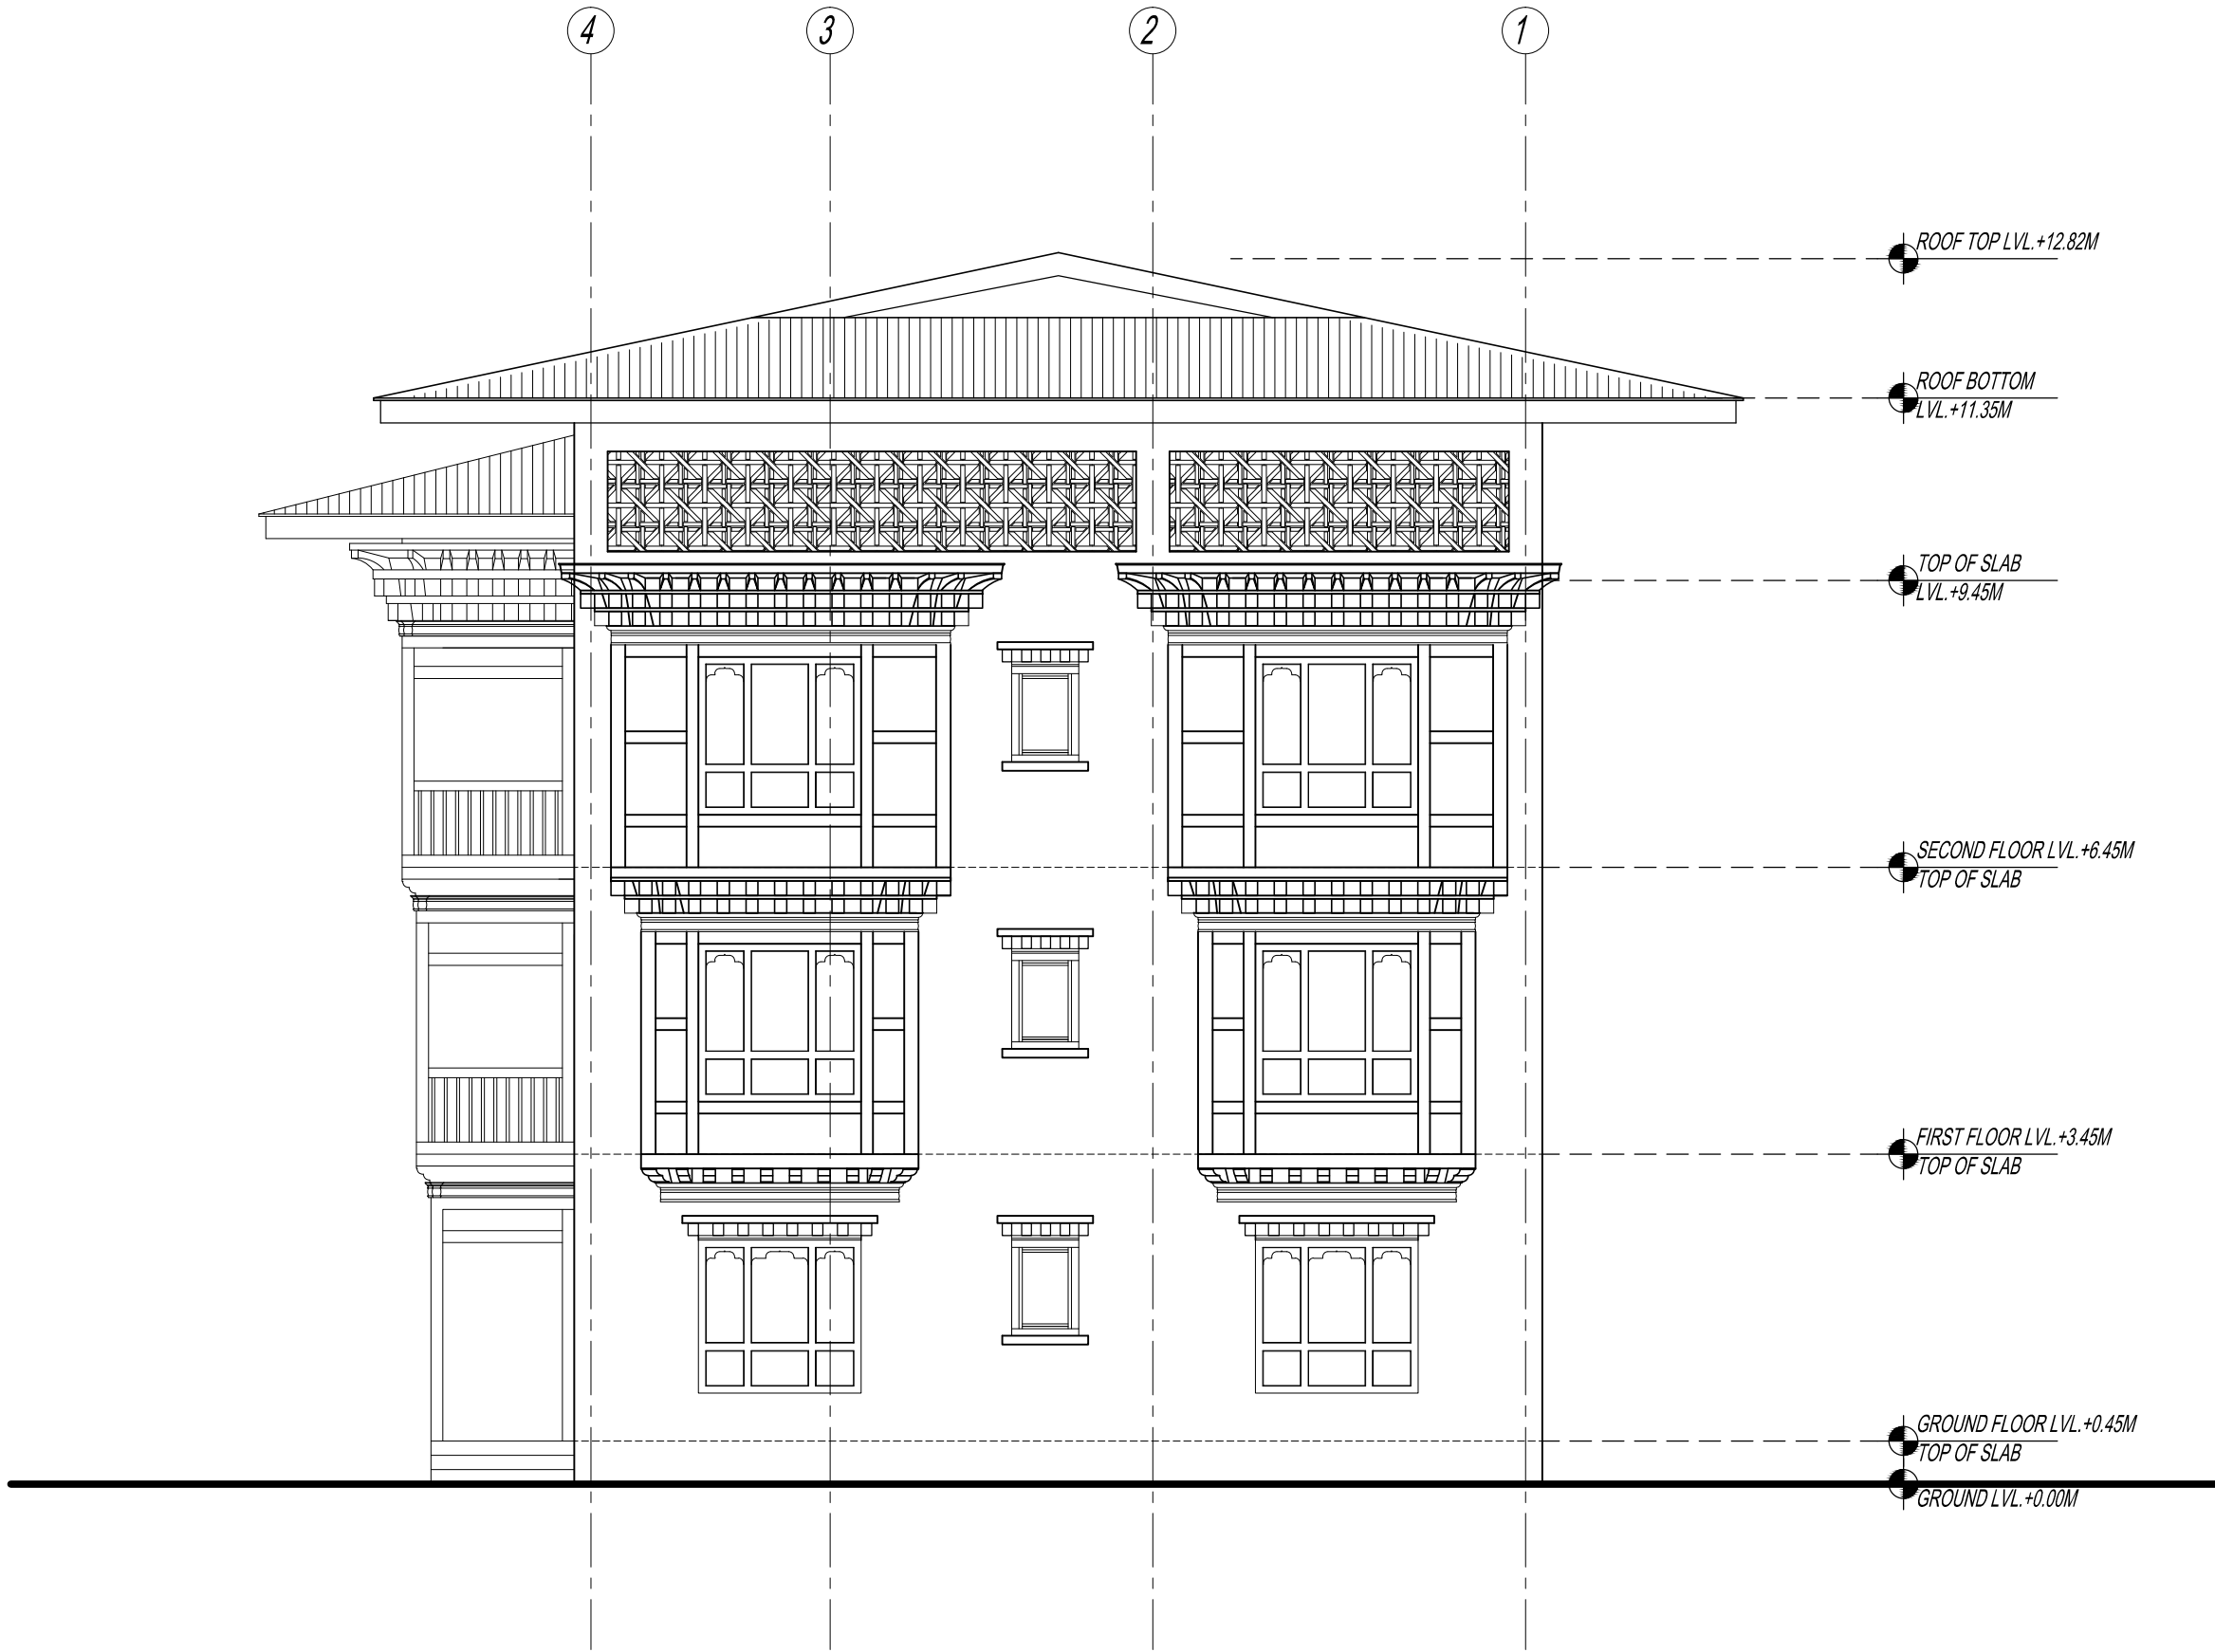 4 3 2 1
ROOF TOP LVL.+12.82M
ROOF BOTTOM
LVL.+11.35M
TOP OF SLAB
LVL.+9.45M
SECOND FLOOR LVL.+6.45M
TOP OF SLAB
FIRST FLOOR LVL.+3.45M
TOP OF SLAB
GROUND FLOOR LVL.+0.45M
TOP OF SLAB
GROUND LVL.+0.00M